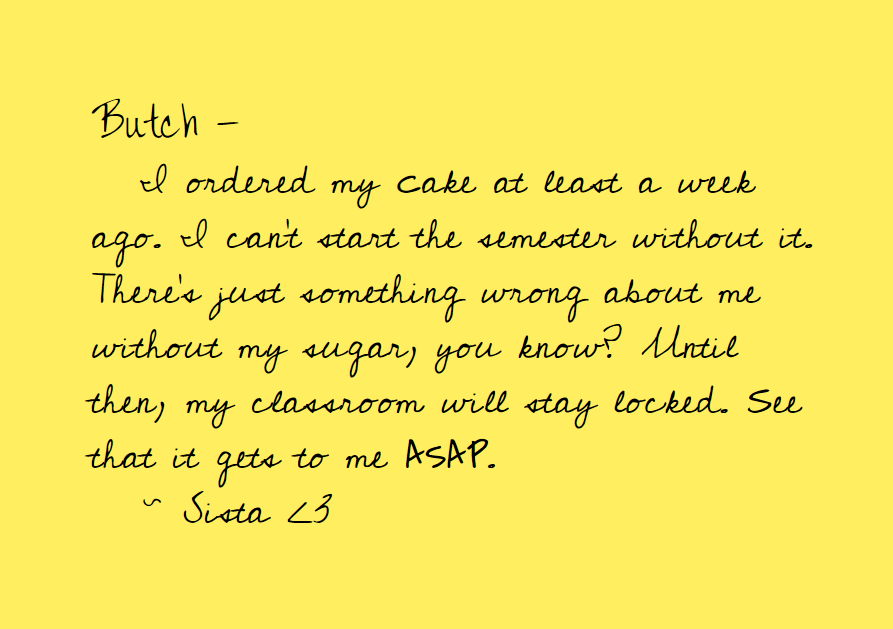 Butch –
I ordered my cake at least a week
ago. I can't start the semester without it.
There's just something wrong about me
without my sugar, you know? Until
then, my classroom will stay locked. See
that it gets to me ASAP.
~ Sista <3